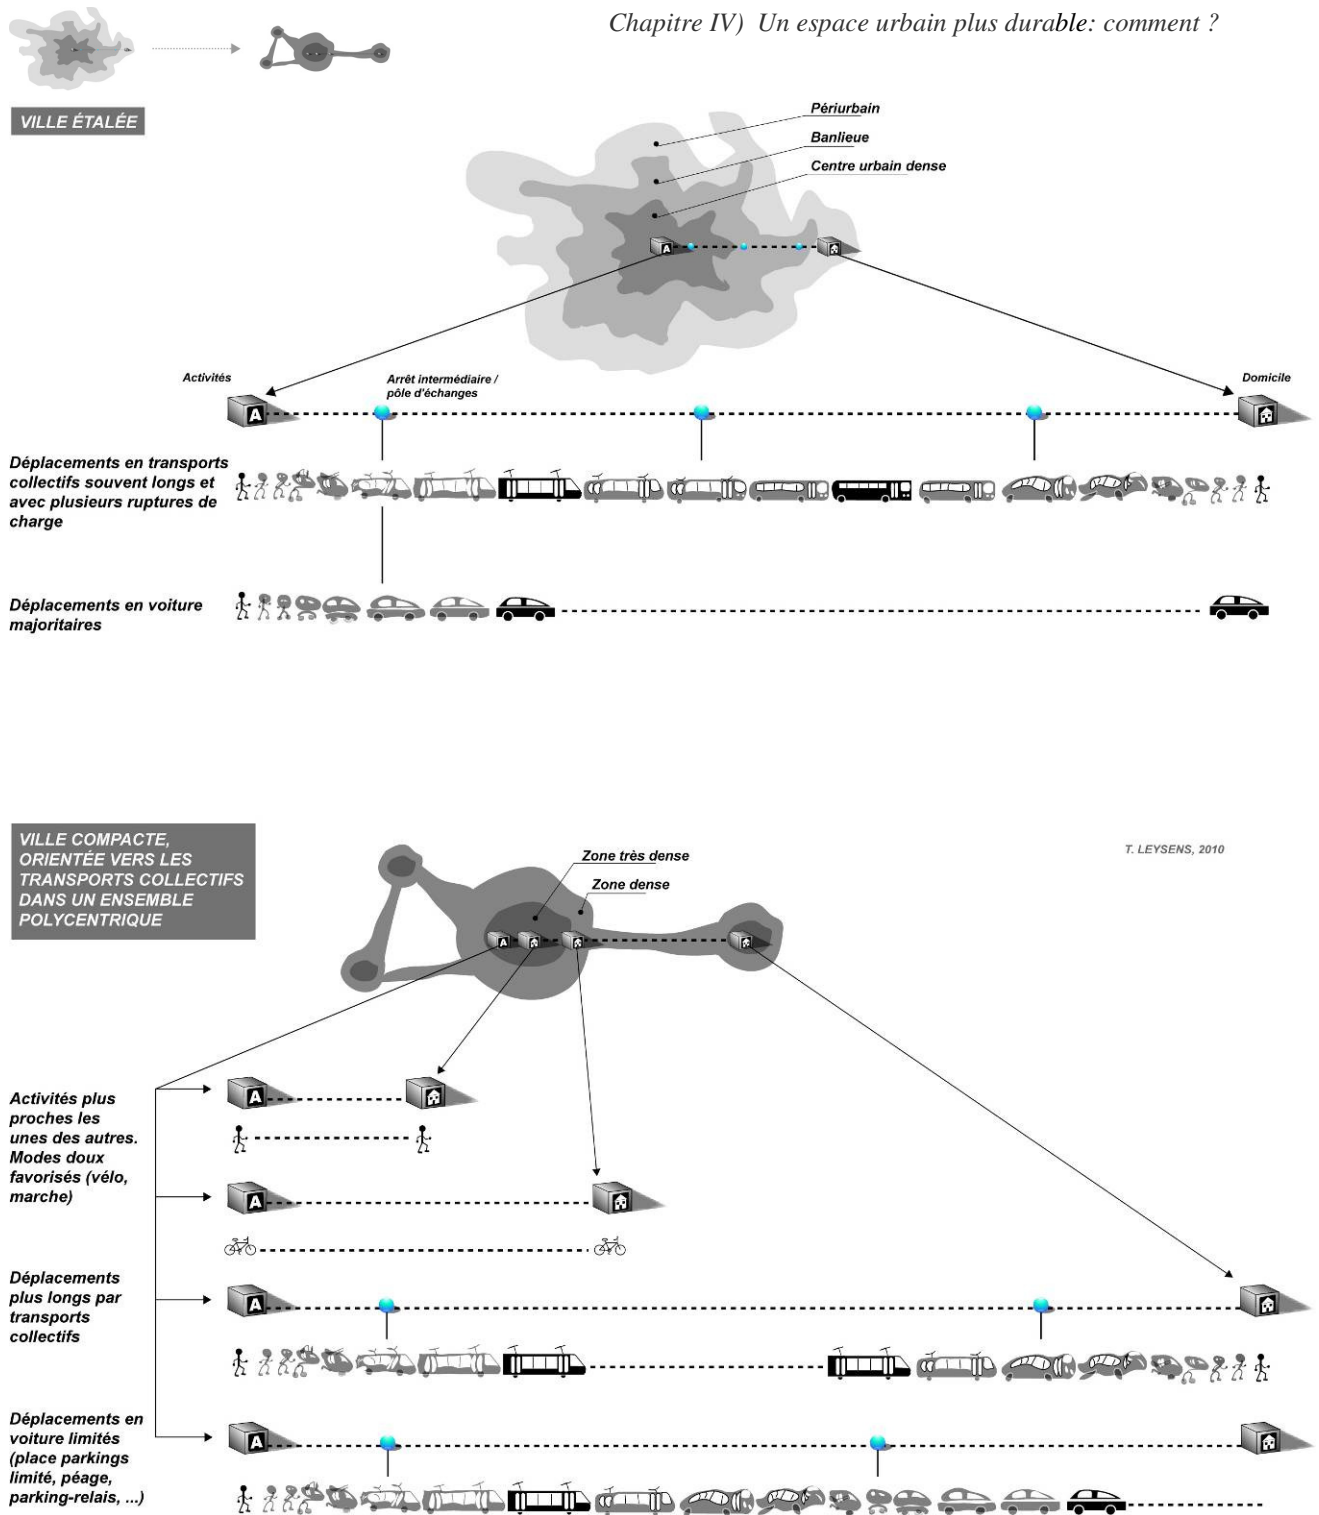 Chapitre IV) Un espace urbain plus durable: comment ?
VILLE ÉTALÉE
Périurbain
Banlieue
Centre urbain dense
A
Activités
Arrêt intermédiaire /
pôle d'échanges
Domicile
A
Déplacements en transports
collectifs souvent longs et
avec plusieurs ruptures de
charge
Déplacements en voiture
majoritaires
VILLE COMPACTE,
ORIENTÉE VERS LES
TRANSPORTS COLLECTIFS
DANS UN ENSEMBLE
POLYCENTRIQUE
T. LEYSENS, 2010
Zone très dense
Zone dense
A
Activités plus
proches les
unes des autres.
Modes doux
favorisés (vélo,
marche)
A
A
Déplacements
plus longs par
transports
collectifs
A
Déplacements en
voiture limités
(place parkings
limité, péage,
parking-relais, ...)
A